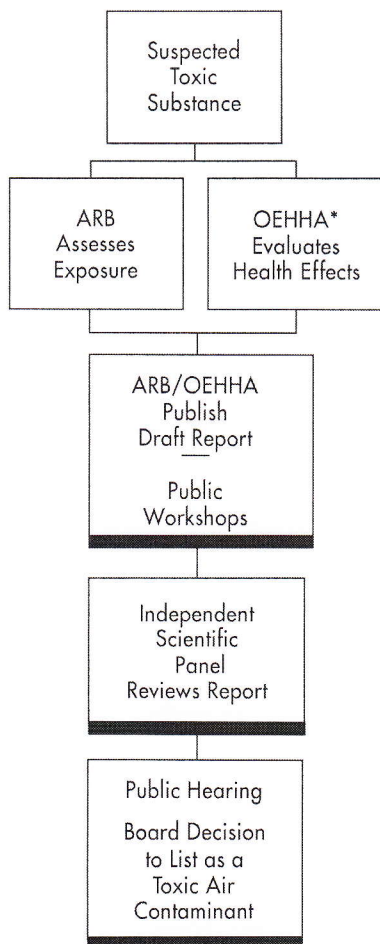 Suspected
Toxic
Substance
ARB
Assesses
Exposure
OEHHA*
Evaluates
Health Effects
ARB/OEHHA
Publish
Draft Report
Public
Workshops
Independent
Scientific
Panel
Reviews Report
Public Hearing
Board Decision
to List as a
Toxic Air
Contaminant